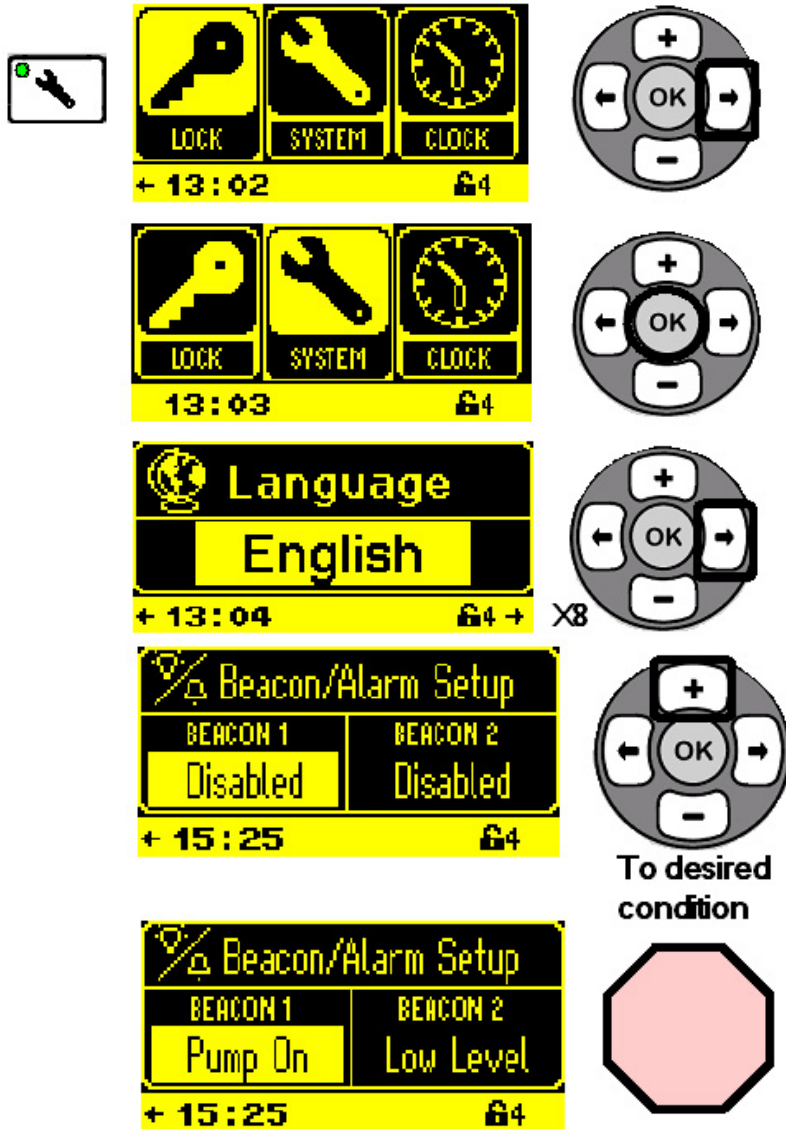 +
LOCK SYSTEM CLOCK
← OK →
← 13:02 4
-
+
LOCK SYSTEM CLOCK
← OK →
13:03 4
-
Language
+
English
← OK →
← 13:04 4 → X8
-
Beacon/Alarm Setup
+
BEACON 1 BEACON 2
← OK →
Disabled Disabled
-
← 15:25 4
To desired
condition
Beacon/Alarm Setup
BEACON 1 BEACON 2
Pump On Low Level
← 15:25 4